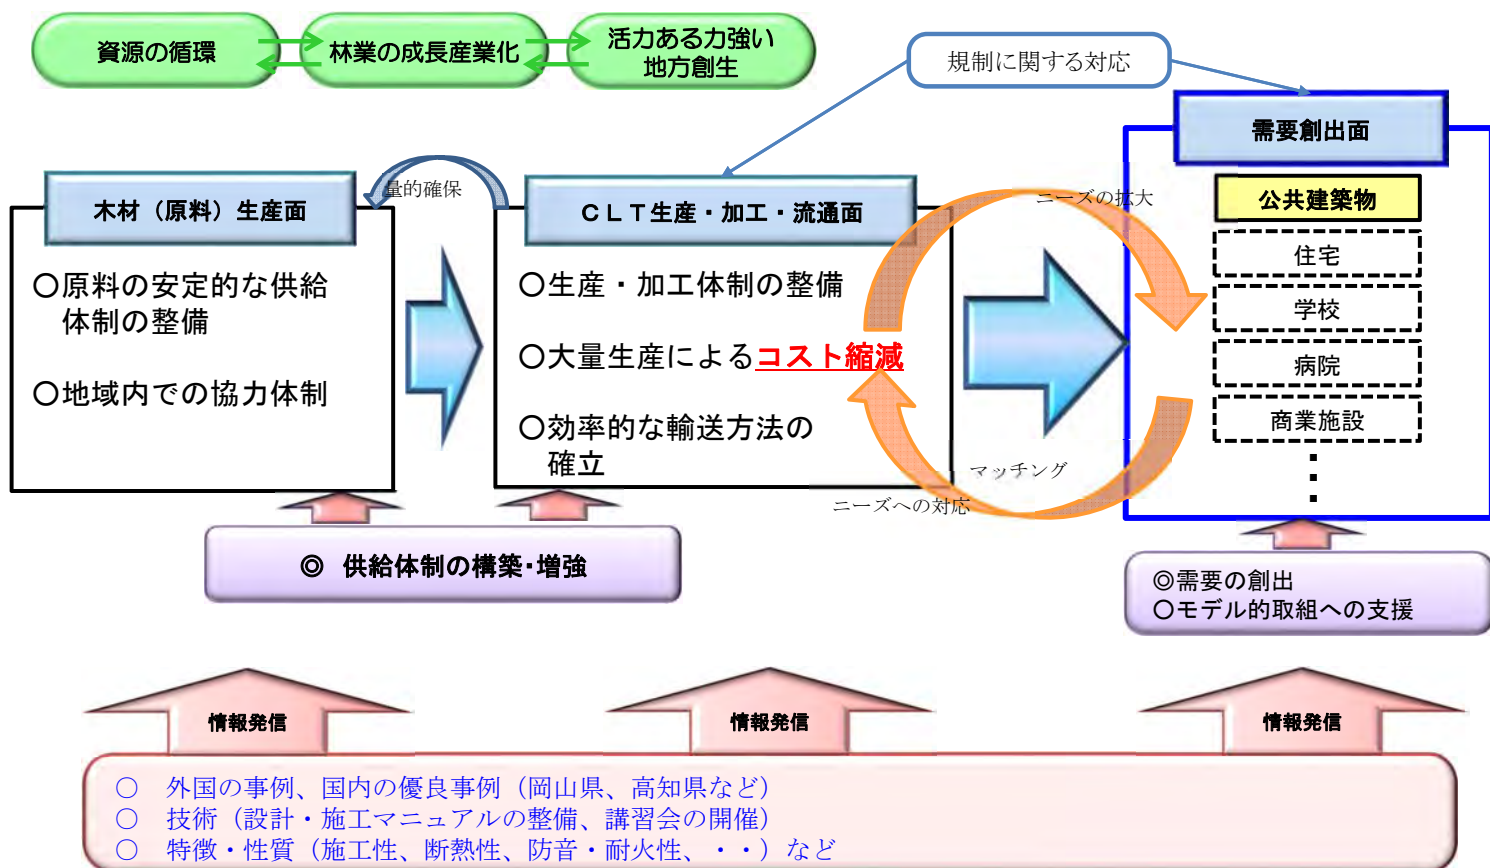 資源の循環
林業の成長産業化
活力ある力強い
地方創生
規制に関する対応
需要創出面
木材（原料）生産面
量的確保
ＣＬＴ生産・加工・流通面
ニーズの拡大
公共建築物
住宅
学校
病院
商業施設
○原料の安定的な供給
体制の整備
○地域内での協力体制
○生産・加工体制の整備
○大量生産によるコスト縮減
○効率的な輸送方法の
確立
マッチング
ニーズへの対応
◎ 供給体制の構築・増強
◎需要の創出
○モデル的取組への支援
情報発信
情報発信
情報発信
○ 外国の事例、国内の優良事例（岡山県、高知県など）
○ 技術（設計・施工マニュアルの整備、講習会の開催）
○ 特徴・性質（施工性、断熱性、防音・耐火性、・・）など